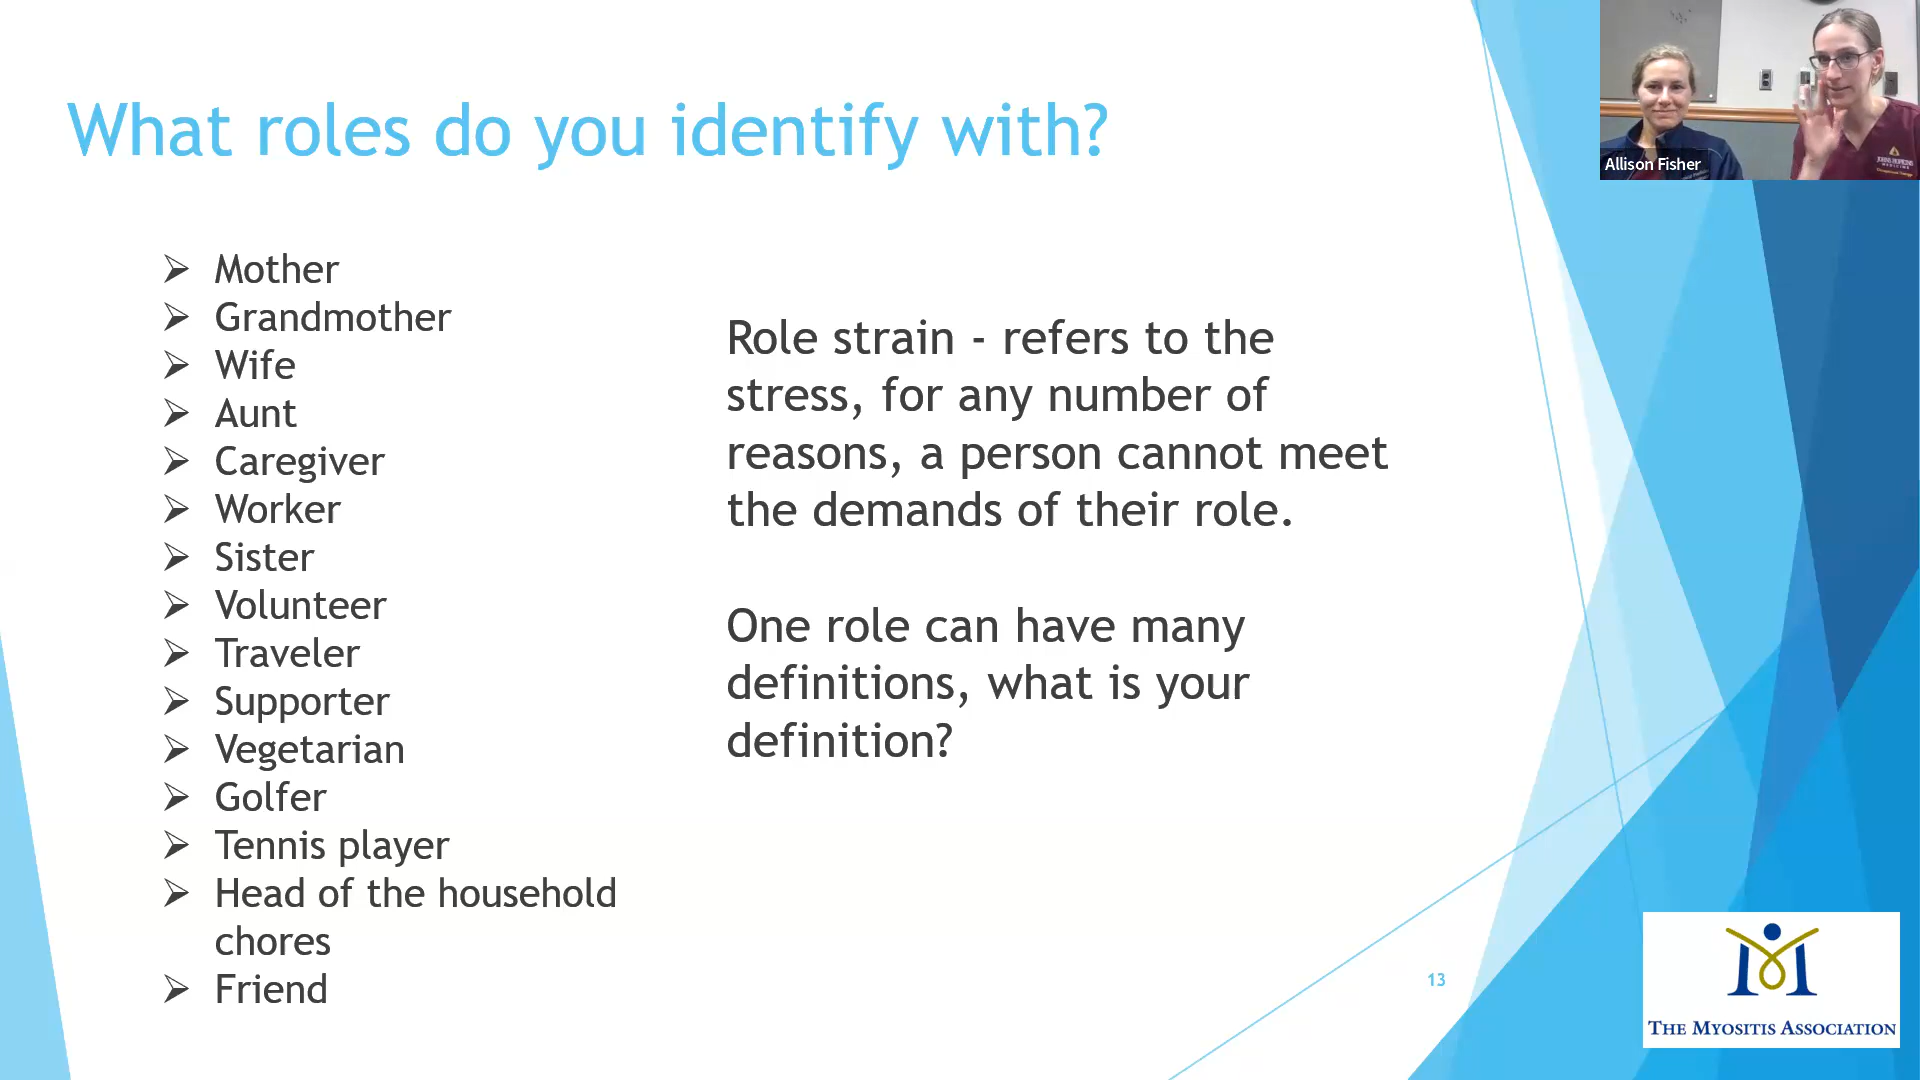 What roles do you identify with?
Allison Fisher
JOHNS HOPKINS
MEDICINE
➢ Mother
➢ Grandmother
➢ Wife
➢ Aunt
➢ Caregiver
➢ Worker
➢ Sister
➢ Volunteer
➢ Traveler
➢ Supporter
➢ Vegetarian
➢ Golfer
➢ Tennis player
➢ Head of the household
chores
➢ Friend
Role strain - refers to the
stress, for any number of
reasons, a person cannot meet
the demands of their role.
One role can have many
definitions, what is your
definition?
13
THE MYOSITIS ASSOCIATION